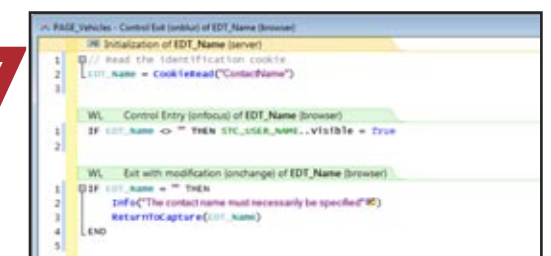 PAGE_Vehicles - Control Exit (onblur) of EDT_Name (browser)
Initialization of EDT_Name (server)
1 // Read the identification cookie
2 EDT_Name = CookieRead("ContactName")
3
WL Control Entry (onfocus) of EDT_Name (browser)
1 IF EDT_Name <> "" THEN STC_USER_NAME..Visible = True
2
WL Exit with modification (onchange) of EDT_Name (browser)
1 IF EDT_Name = "" THEN
2 Info("The contact name must necessarily be specified")
3 ReturnToCapture(EDT_Name)
4 END
5